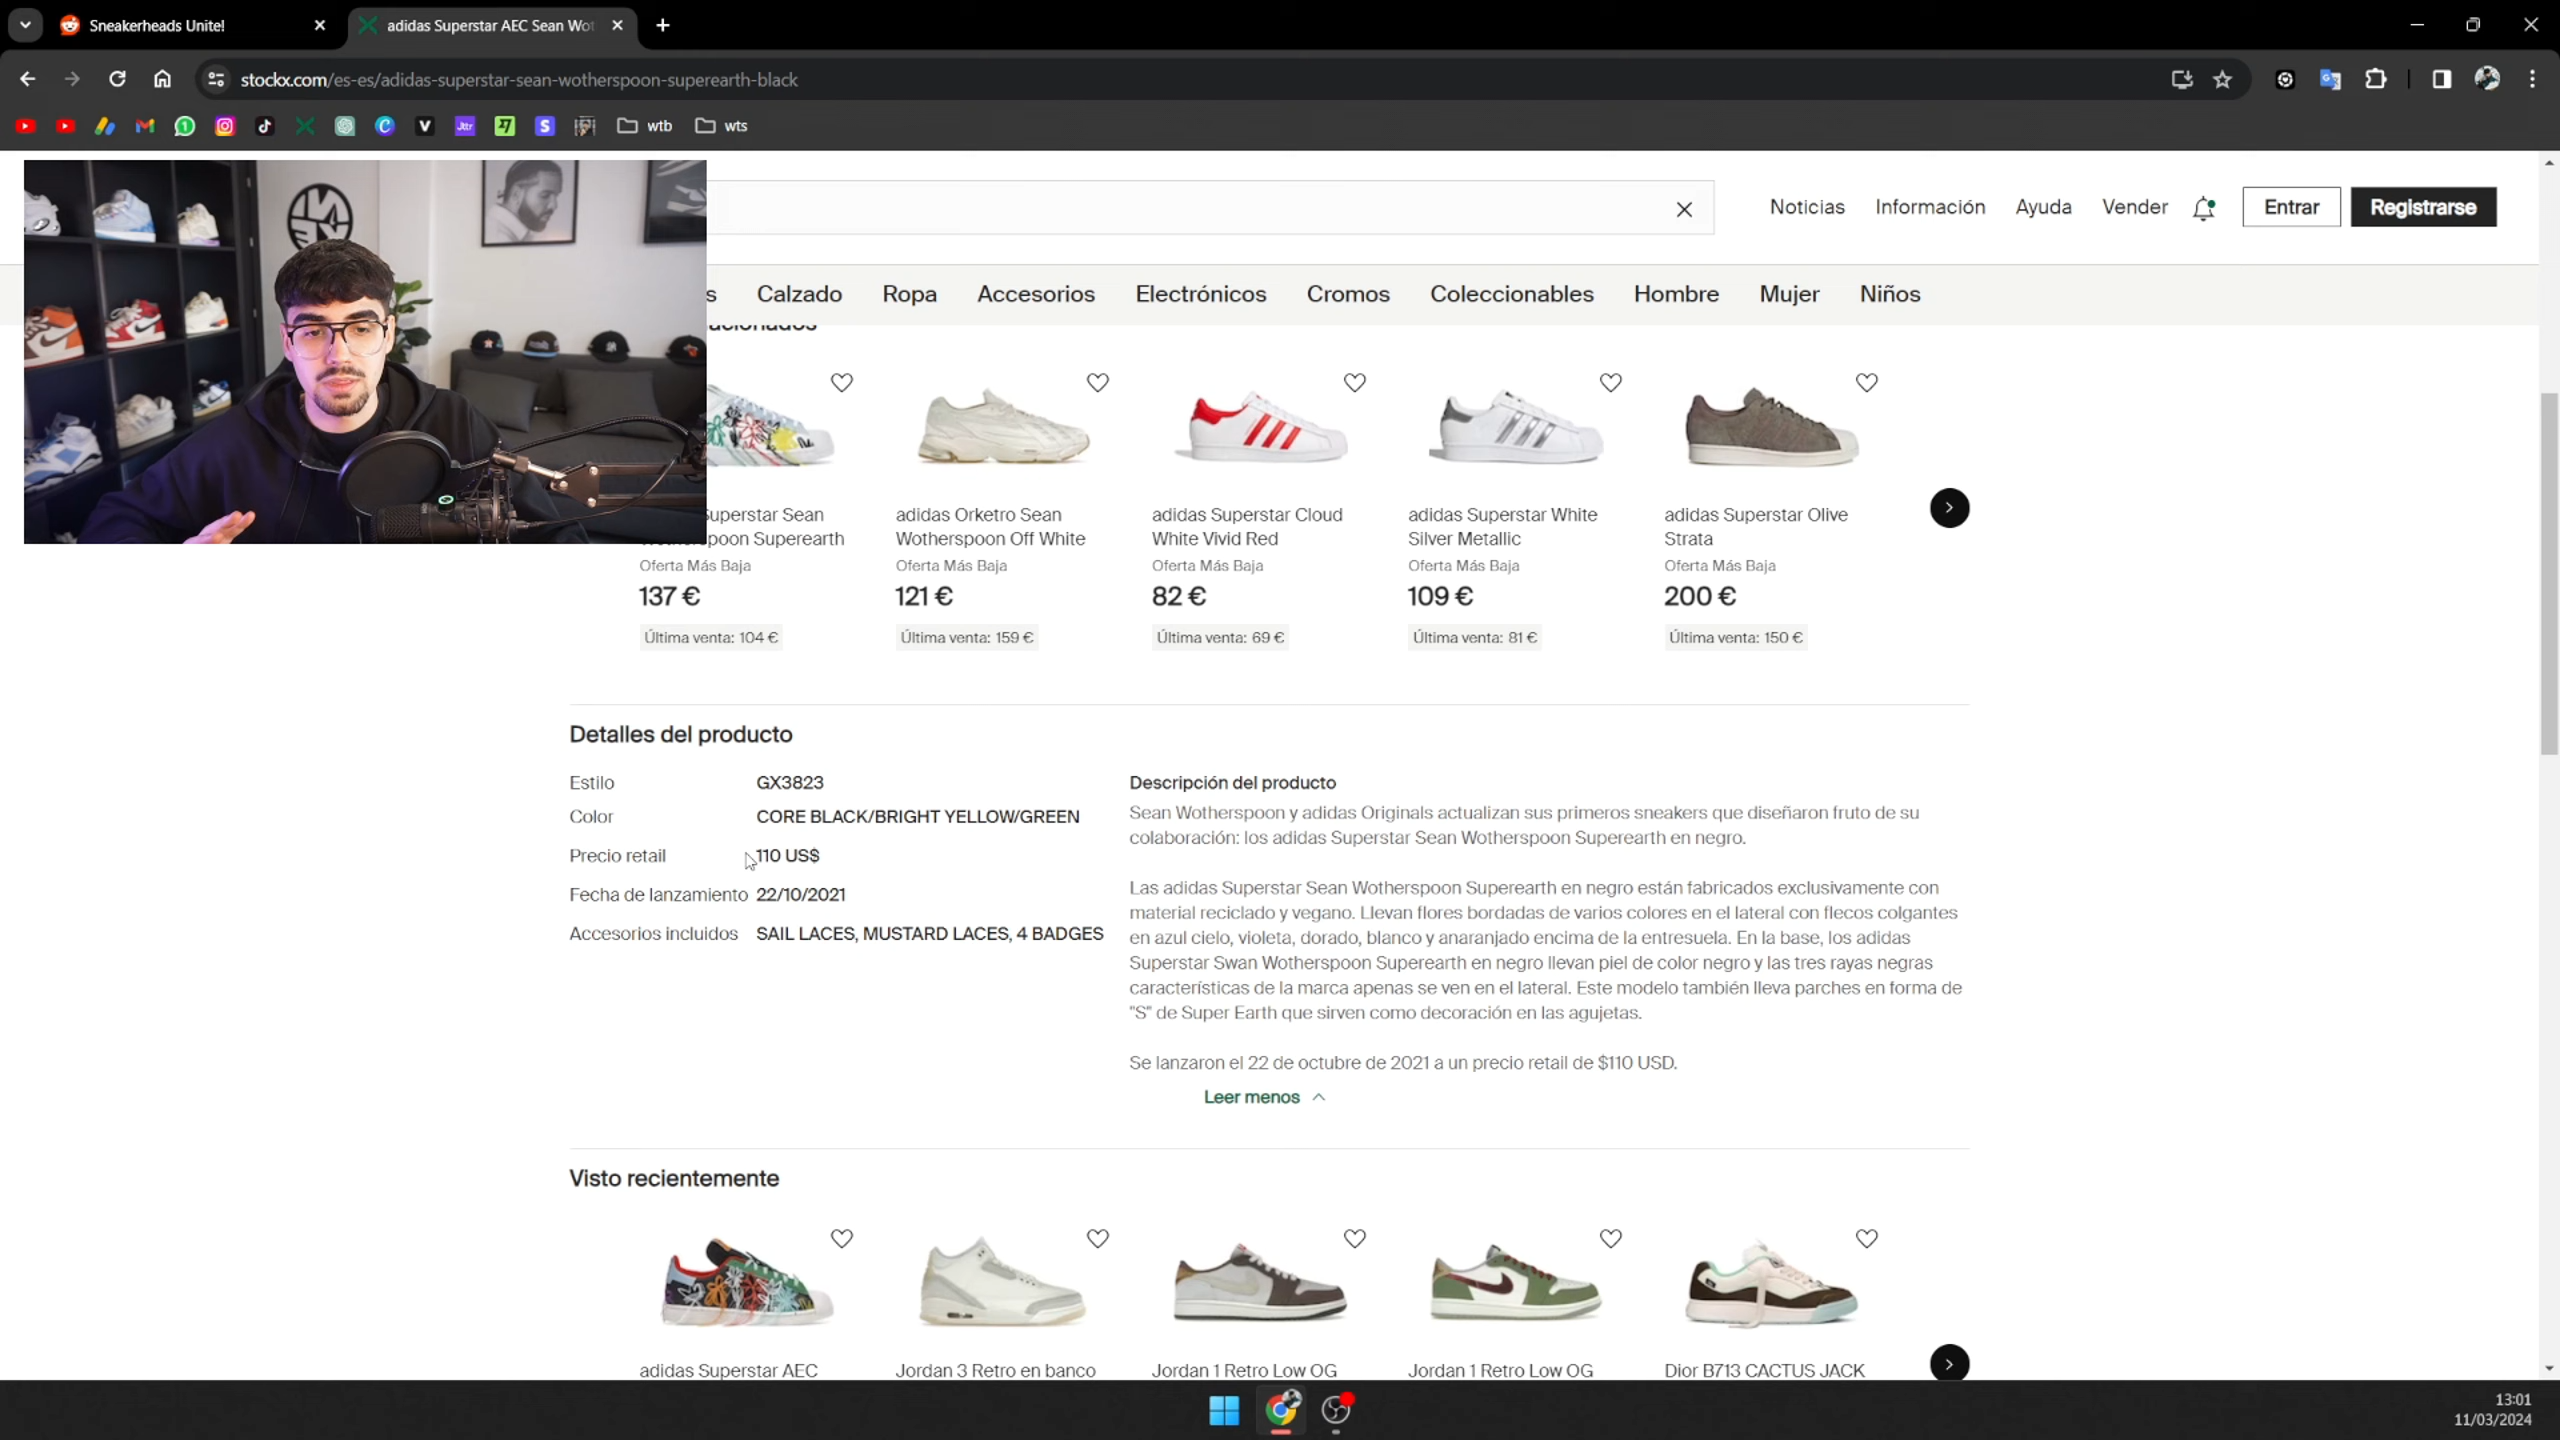 Sneakerheads Unite!
adidas Superstar AEC Sean Wot
stockx.com/es-es/adidas-superstar-sean-wotherspoon-superearth-black
wtb
wts
Noticias
Información
Ayuda
Vender
Entrar
Registrarse
s
Calzado
Ropa
Accesorios
Electrónicos
Cromos
Coleccionables
Hombre
Mujer
Niños
Superstar Sean
poon Superearth
Oferta Más Baja
137 €
Última venta: 104 €
adidas Orketro Sean
Wotherspoon Off White
Oferta Más Baja
121 €
Última venta: 159 €
adidas Superstar Cloud
White Vivid Red
Oferta Más Baja
82 €
Última venta: 69 €
adidas Superstar White
Silver Metallic
Oferta Más Baja
109 €
Última venta: 81 €
adidas Superstar Olive
Strata
Oferta Más Baja
200 €
Última venta: 150 €
Detalles del producto
Estilo GX3823
Color CORE BLACK/BRIGHT YELLOW/GREEN
Precio retail 110 US$
Fecha de lanzamiento 22/10/2021
Accesorios incluidos SAIL LACES, MUSTARD LACES, 4 BADGES
Descripción del producto
Sean Wotherspoon y adidas Originals actualizan sus primeros sneakers que diseñaron fruto de su
colaboración: los adidas Superstar Sean Wotherspoon Superearth en negro.
Las adidas Superstar Sean Wotherspoon Superearth en negro están fabricados exclusivamente con
material reciclado y vegano. Llevan flores bordadas de varios colores en el lateral con flecos colgantes
en azul cielo, violeta, dorado, blanco y anaranjado encima de la entresuela. En la base, los adidas
Superstar Swan Wotherspoon Superearth en negro llevan piel de color negro y las tres rayas negras
características de la marca apenas se ven en el lateral. Este modelo también lleva parches en forma de
"S" de Super Earth que sirven como decoración en las agujetas.
Se lanzaron el 22 de octubre de 2021 a un precio retail de $110 USD.
Leer menos
Visto recientemente
adidas Superstar AEC
Jordan 3 Retro en banco
Jordan 1 Retro Low OG
Jordan 1 Retro Low OG
Dior B713 CACTUS JACK
13:01
11/03/2024